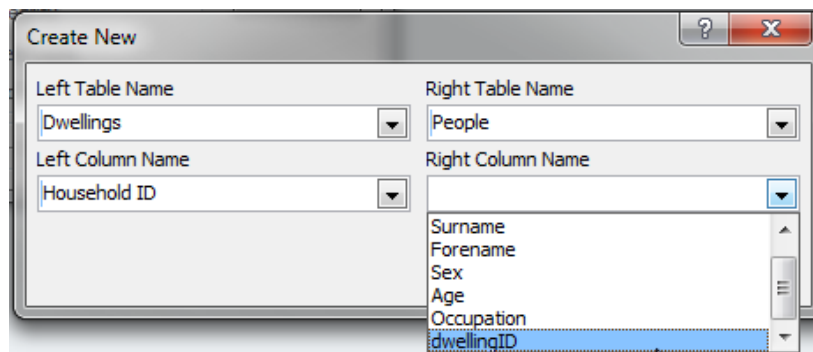 Create New
?
X
Left Table Name
Right Table Name
Dwellings
People
Left Column Name
Right Column Name
Household ID
Surname
Forename
Sex
Age
Occupation
dwellingID